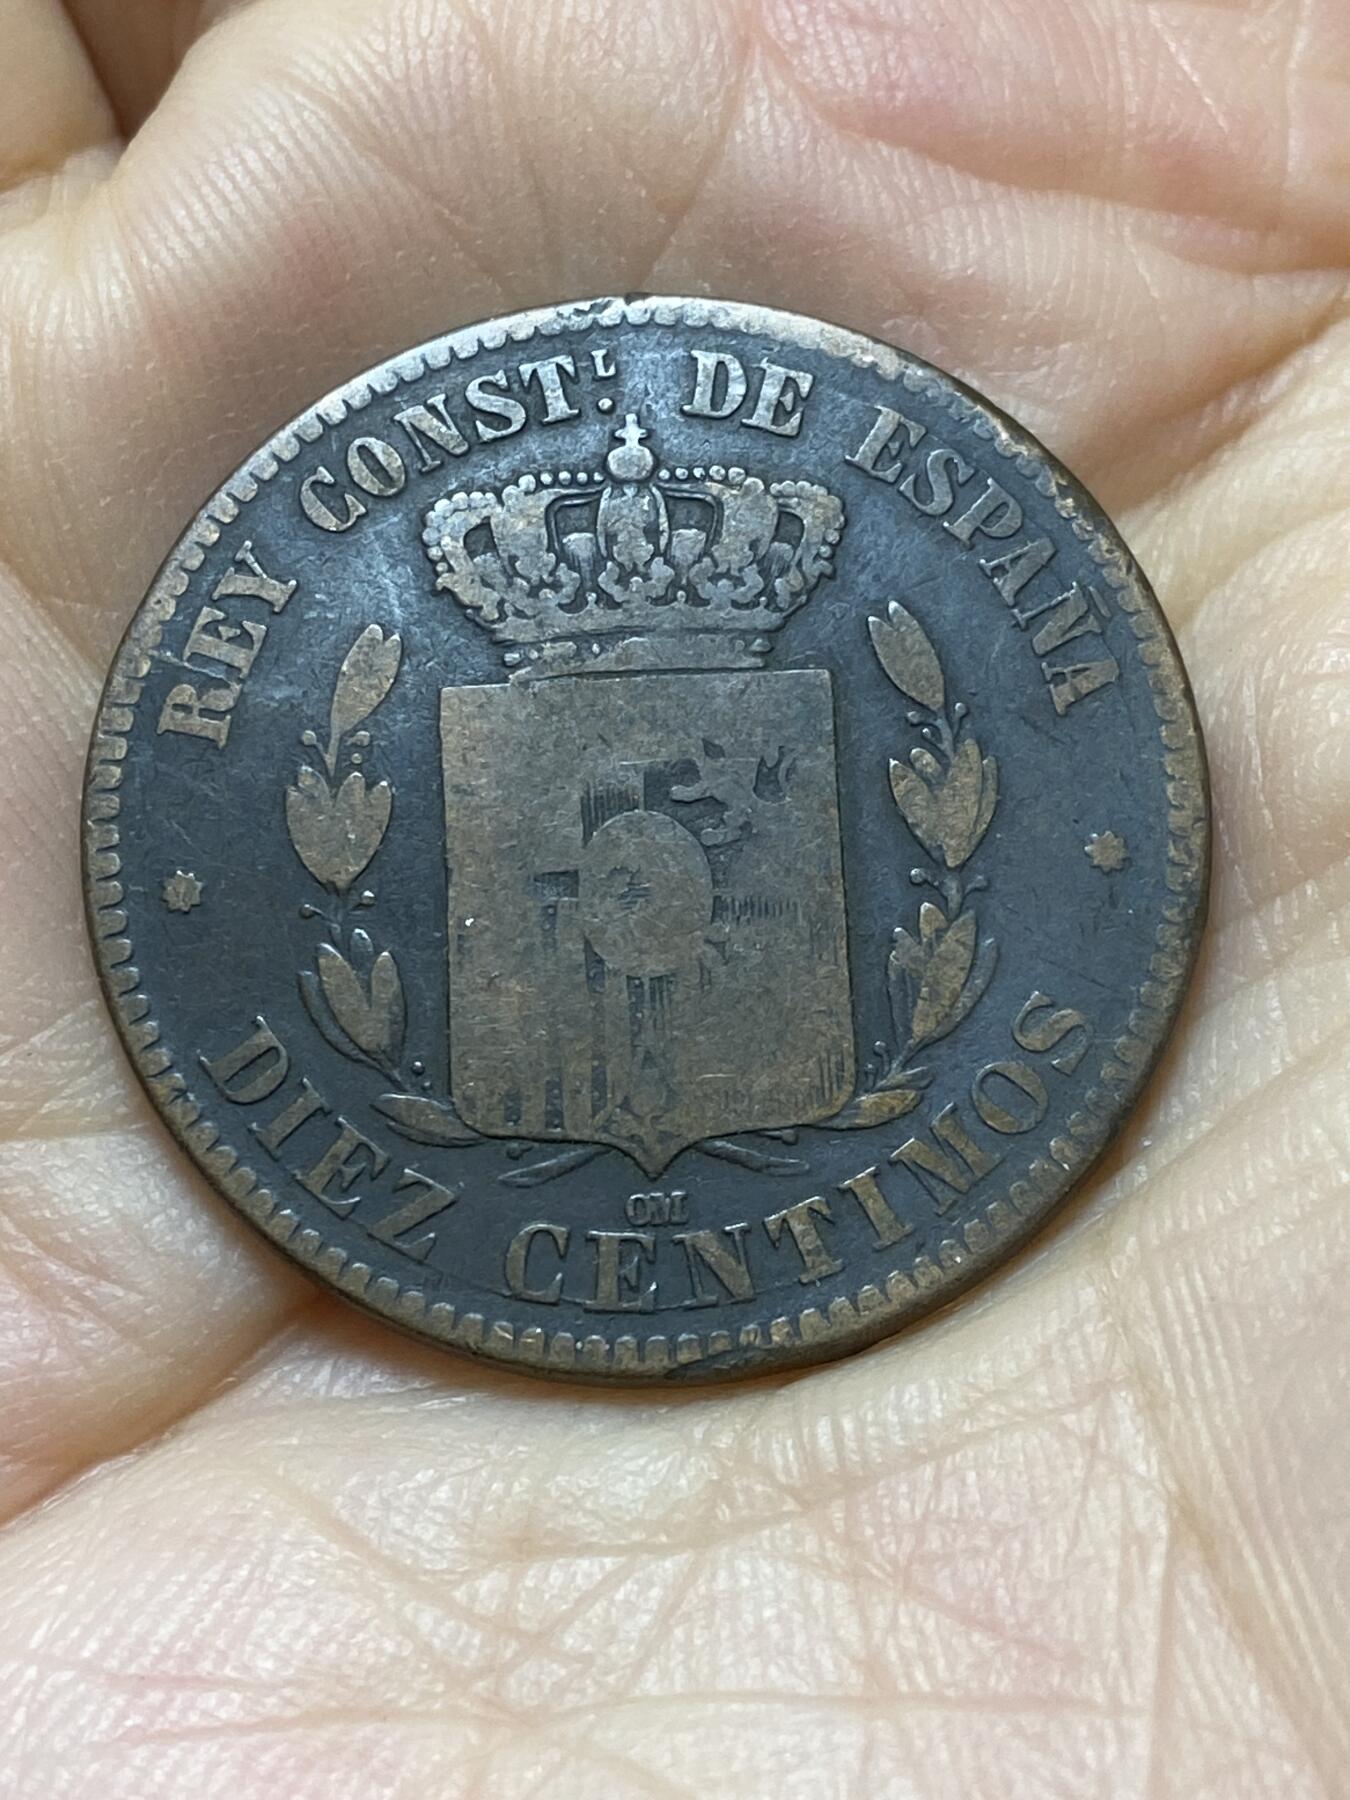 REY CONST.ᴸ DE ESPAÑA
OM
DIEZ CENTIMOS